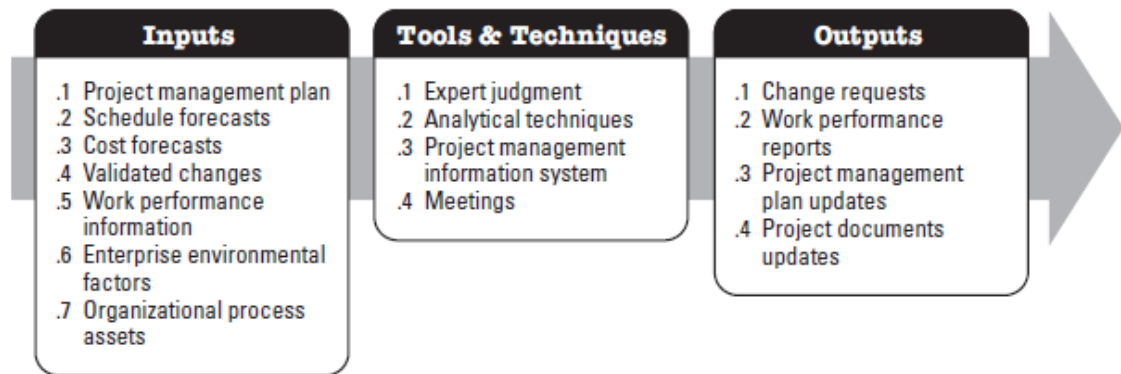 Inputs
.1 Project management plan
.2 Schedule forecasts
.3 Cost forecasts
.4 Validated changes
.5 Work performance
information
.6 Enterprise environmental
factors
.7 Organizational process
assets
Tools & Techniques
.1 Expert judgment
.2 Analytical techniques
.3 Project management
information system
.4 Meetings
Outputs
.1 Change requests
.2 Work performance
reports
.3 Project management
plan updates
.4 Project documents
updates